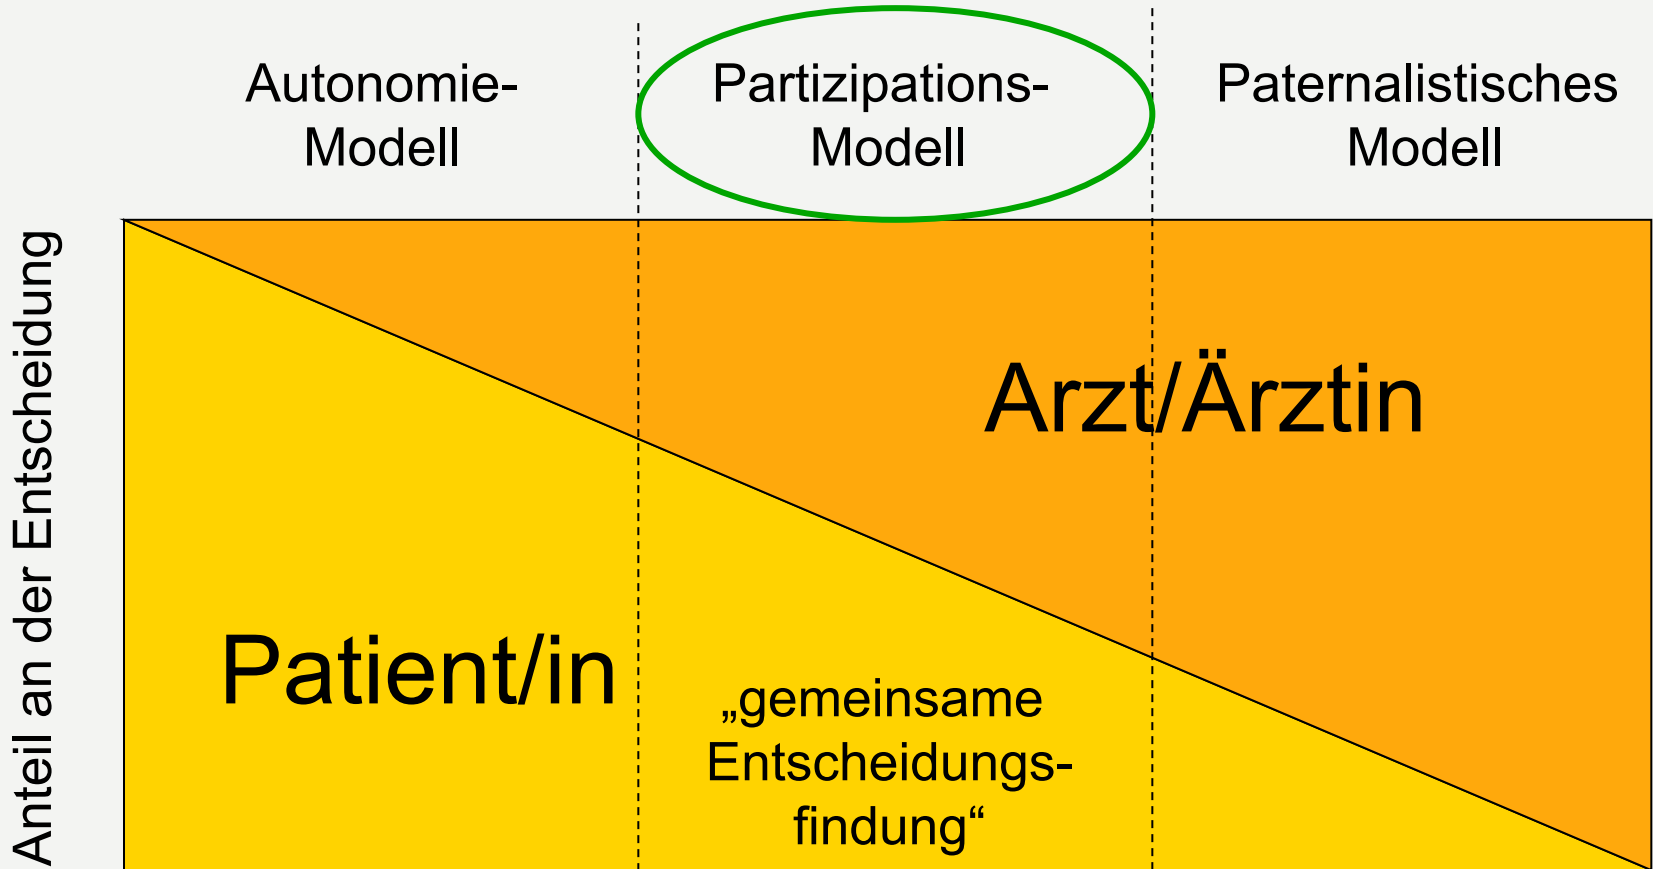 Autonomie-
Modell
Partizipations-
Modell
Paternalistisches
Modell
Anteil an der Entscheidung
Arzt/Ärztin
Patient/in
„gemeinsame
Entscheidungs-
findung“